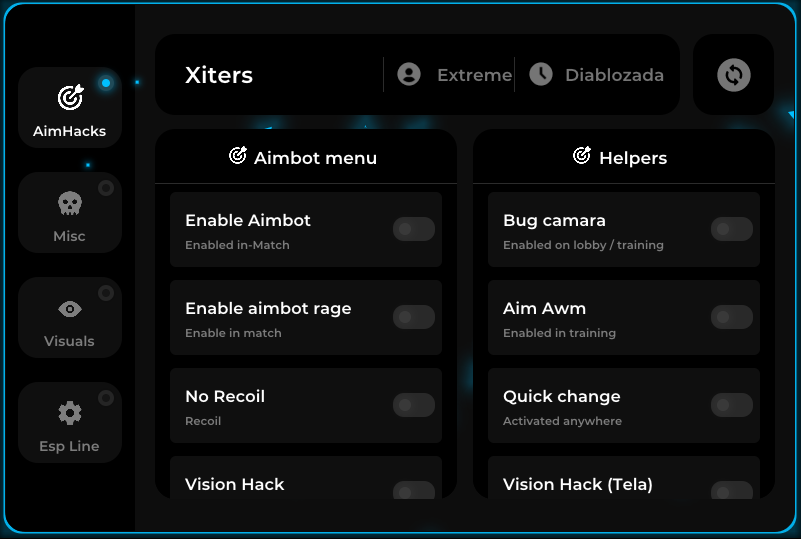 Xiters
Extreme
Diablozada
AimHacks
Misc
Visuals
Esp Line
Aimbot menu
Enable Aimbot
Enabled in-Match
Enable aimbot rage
Enable in match
No Recoil
Recoil
Vision Hack
Helpers
Bug camara
Enabled on lobby / training
Aim Awm
Enabled in training
Quick change
Activated anywhere
Vision Hack (Tela)